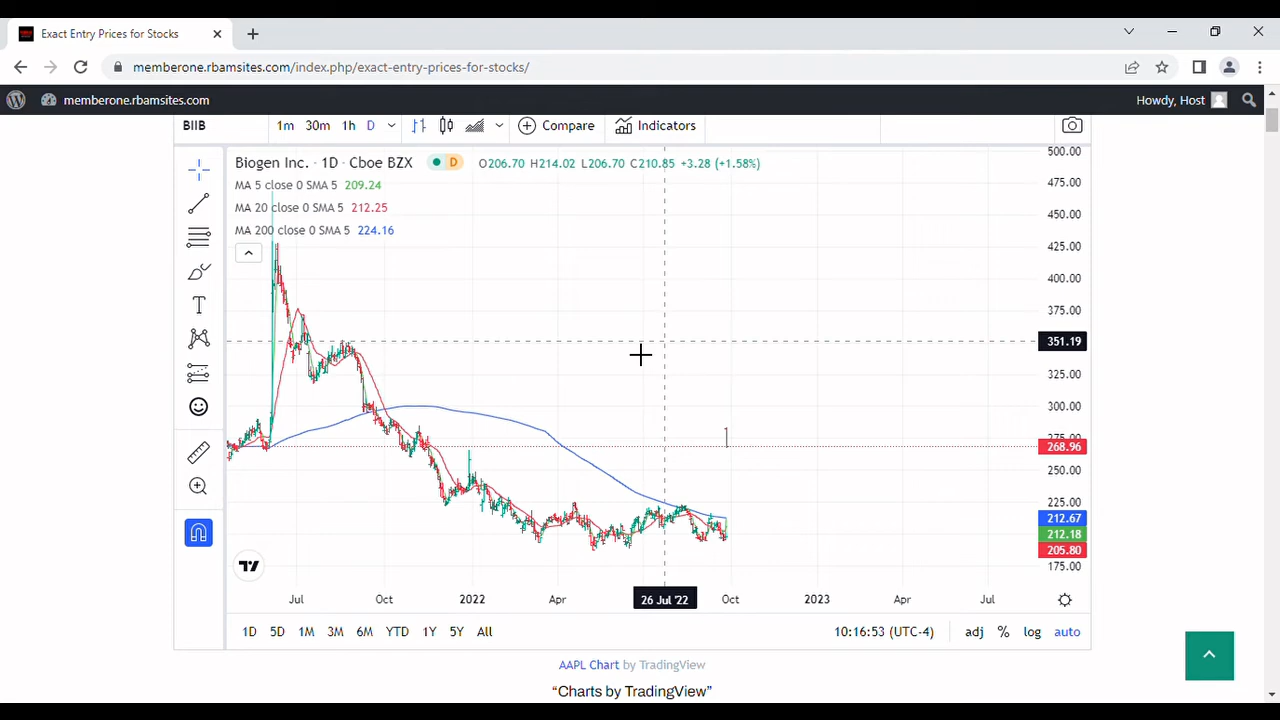 Exact Entry Prices for Stocks
memberone.rbamsites.com/index.php/exact-entry-prices-for-stocks/
memberone.rbamsites.com
Howdy, Host
BIIB
1m 30m 1h D
Compare
Indicators
Biogen Inc. · 1D · Cboe BZX
D
O206.70 H214.02 L206.70 C210.85 +3.28 (+1.58%)
MA 5 close 0 SMA 5 209.24
MA 20 close 0 SMA 5 212.25
MA 200 close 0 SMA 5 224.16
500.00
475.00
450.00
425.00
400.00
375.00
351.19
325.00
300.00
275.00
268.96
250.00
225.00
212.67
212.18
205.80
175.00
Jul Oct 2022 Apr 26 Jul '22 Oct 2023 Apr Jul
1D 5D 1M 3M 6M YTD 1Y 5Y All
10:16:53 (UTC-4)
adj % log auto
AAPL Chart by TradingView
“Charts by TradingView”